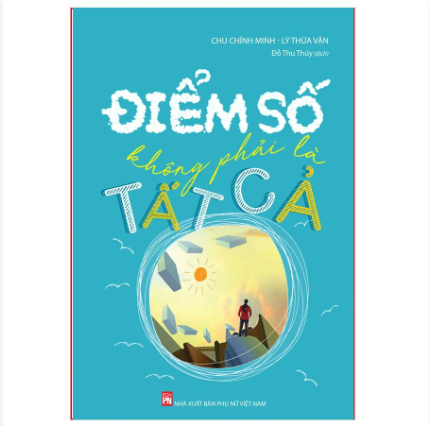 CHU CHÍNH MINH - LÝ THỪA VĂN
Đỗ Thu Thủy (dịch)
ĐIỂM SỐ
không phải là
TẤT CẢ
PN
NHÀ XUẤT BẢN PHỤ NỮ VIỆT NAM